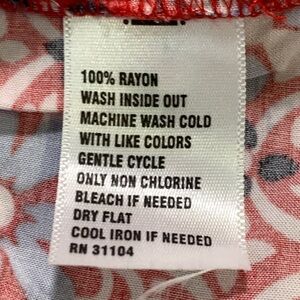 100% RAYON
WASH INSIDE OUT
MACHINE WASH COLD
WITH LIKE COLORS
GENTLE CYCLE
ONLY NON CHLORINE
BLEACH IF NEEDED
DRY FLAT
COOL IRON IF NEEDED
RN 31104